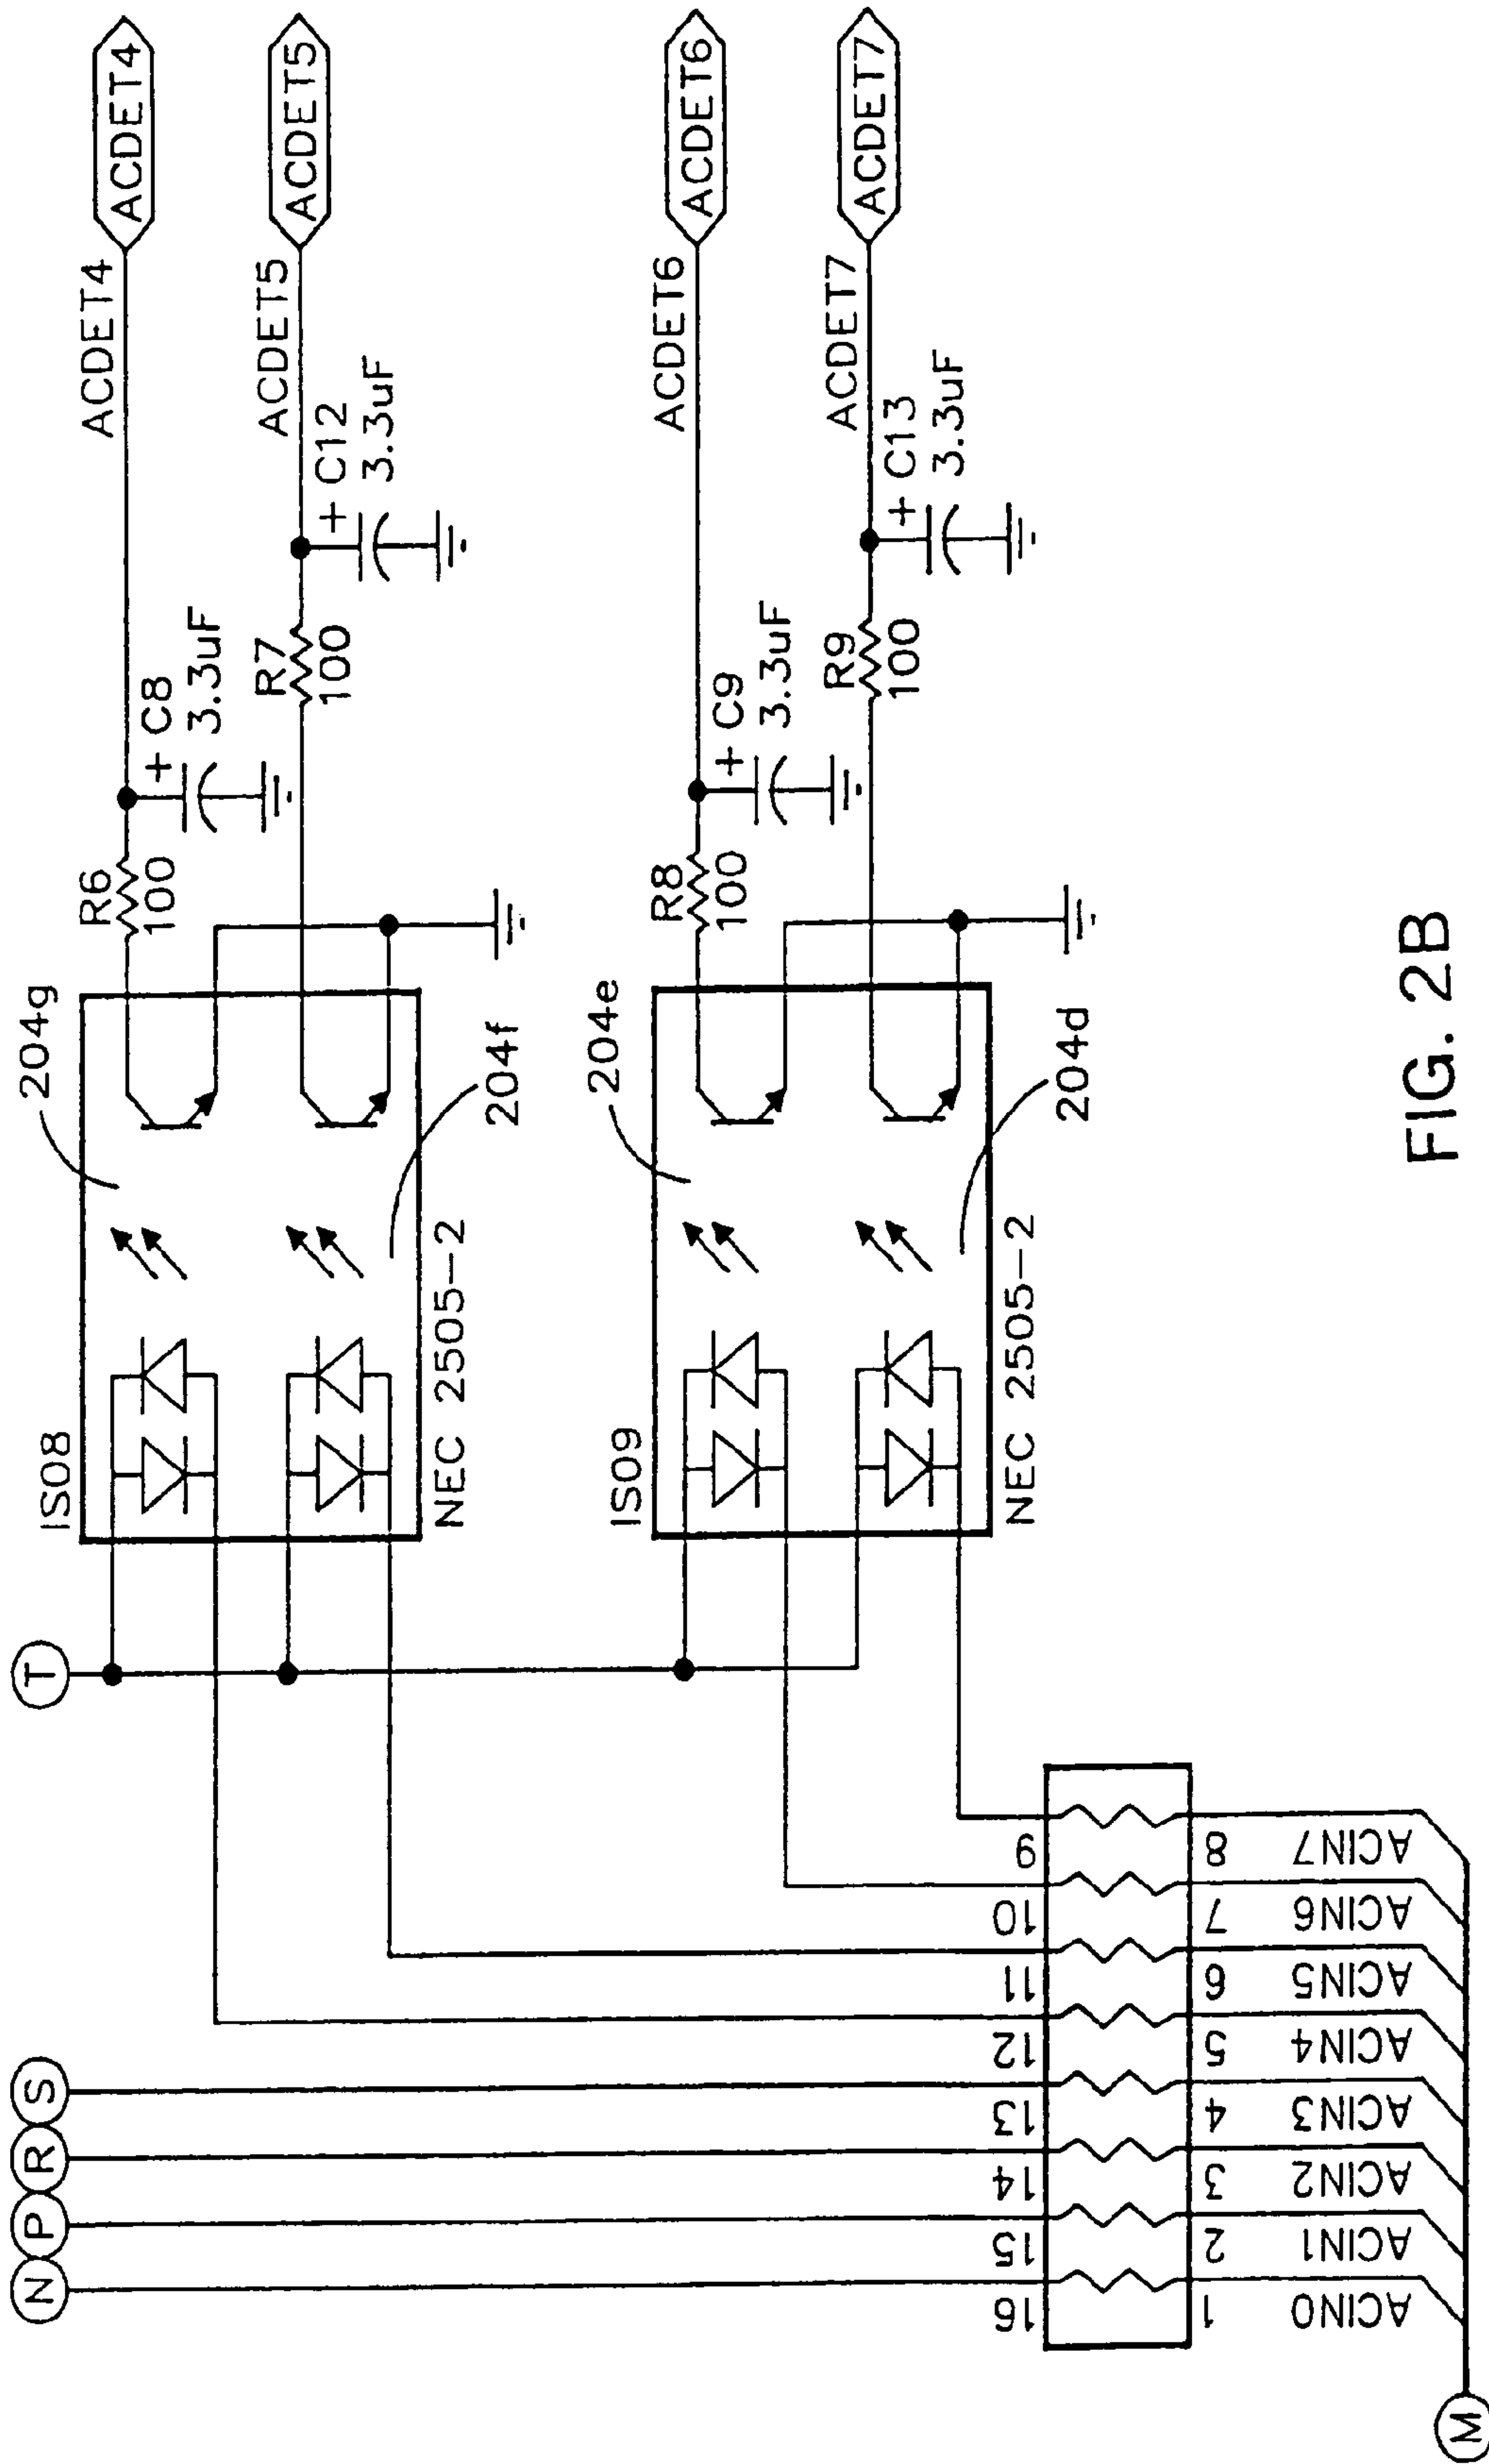 T
IS08
204g
R6
100
+ C8
3.3uF
ACDET4
ACDET4
R7
100
+ C12
3.3uF
ACDET5
ACDET5
204f
NEC 2505-2
IS09
204e
R8
100
+ C9
3.3uF
ACDET6
ACDET6
R9
100
+ C13
3.3uF
ACDET7
ACDET7
204d
NEC 2505-2
N
P
R
S
16
15
14
13
12
11
10
9
1
2
3
4
5
6
7
8
ACIN0
ACIN1
ACIN2
ACIN3
ACIN4
ACIN5
ACIN6
ACIN7
M
FIG. 2B